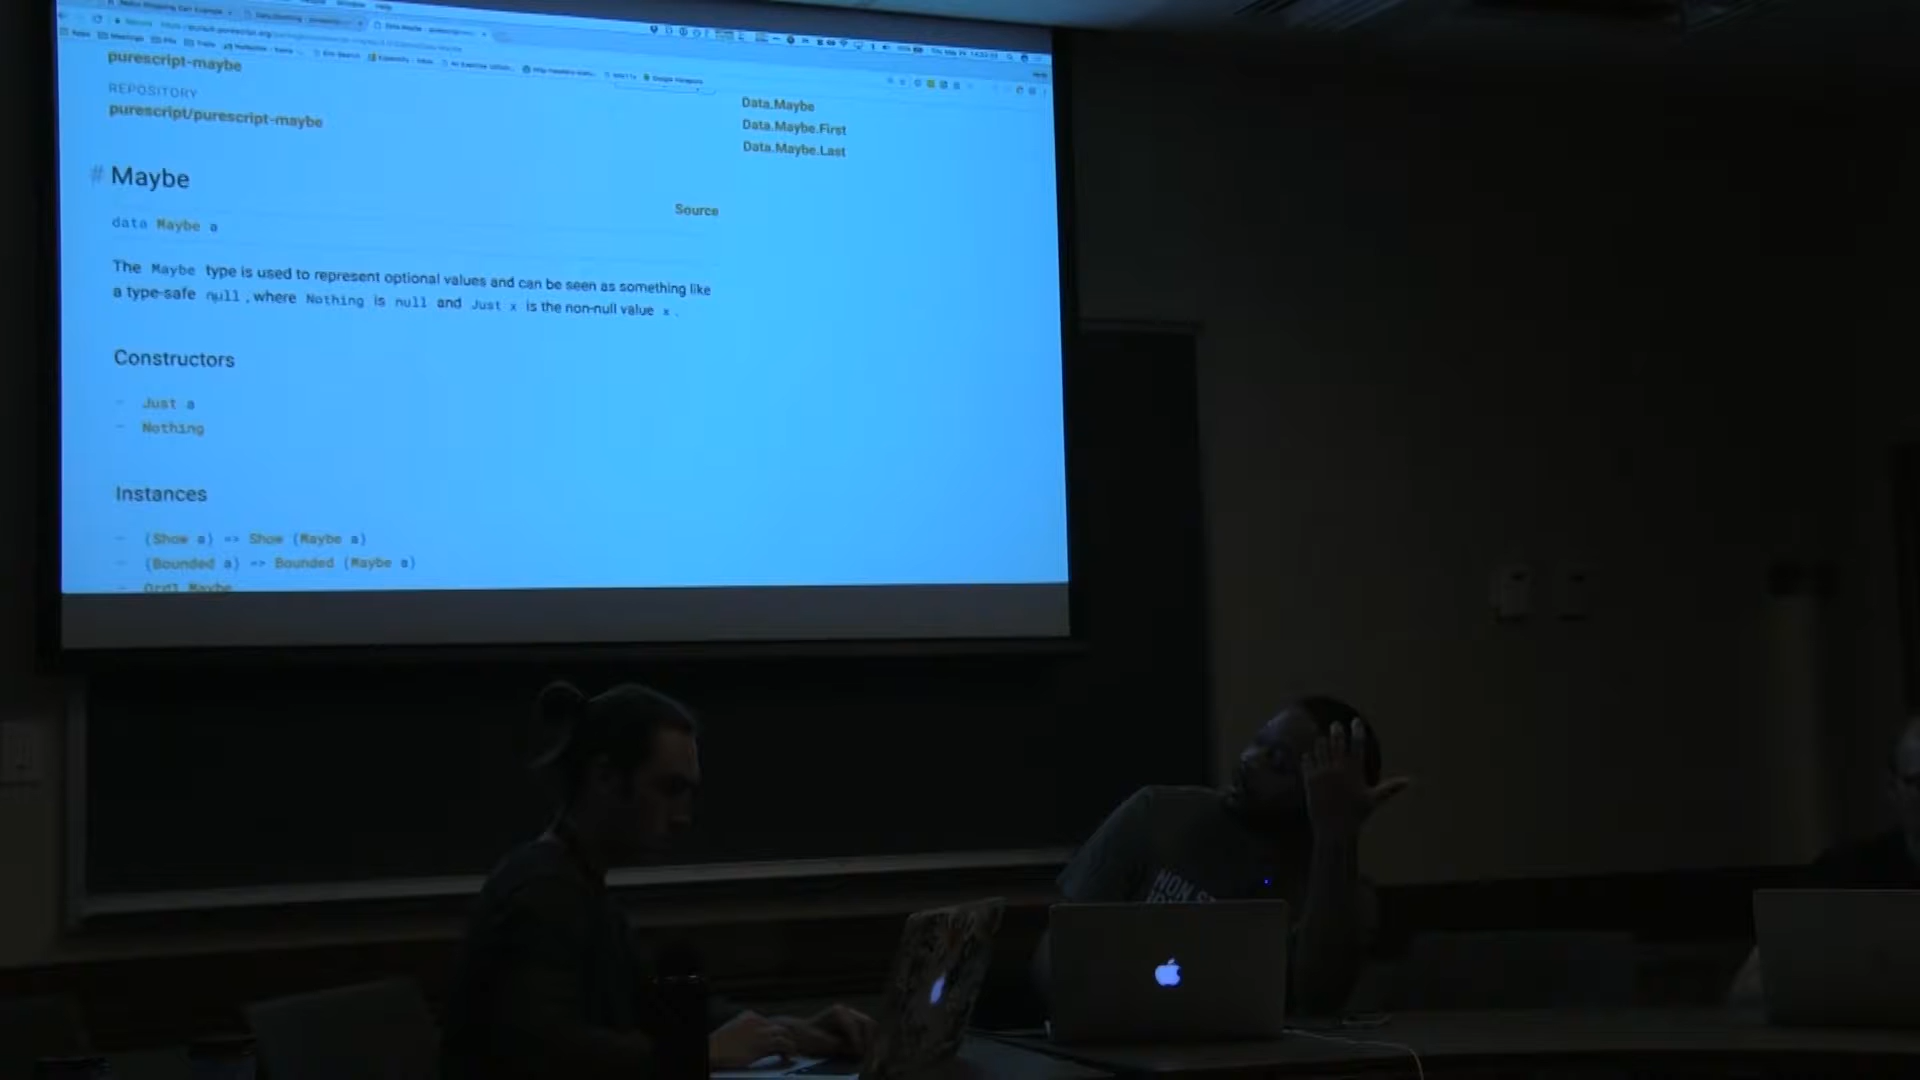 purescript-maybe
REPOSITORY
purescript/purescript-maybe
Data.Maybe
Data.Maybe.First
Data.Maybe.Last
# Maybe
Source
data Maybe a
The Maybe type is used to represent optional values and can be seen as something like
a type-safe null, where Nothing is null and Just x is the non-null value x.
Constructors
- Just a
- Nothing
Instances
- (Show a) => Show (Maybe a)
- (Bounded a) => Bounded (Maybe a)
- Ord1 Maybe
NON